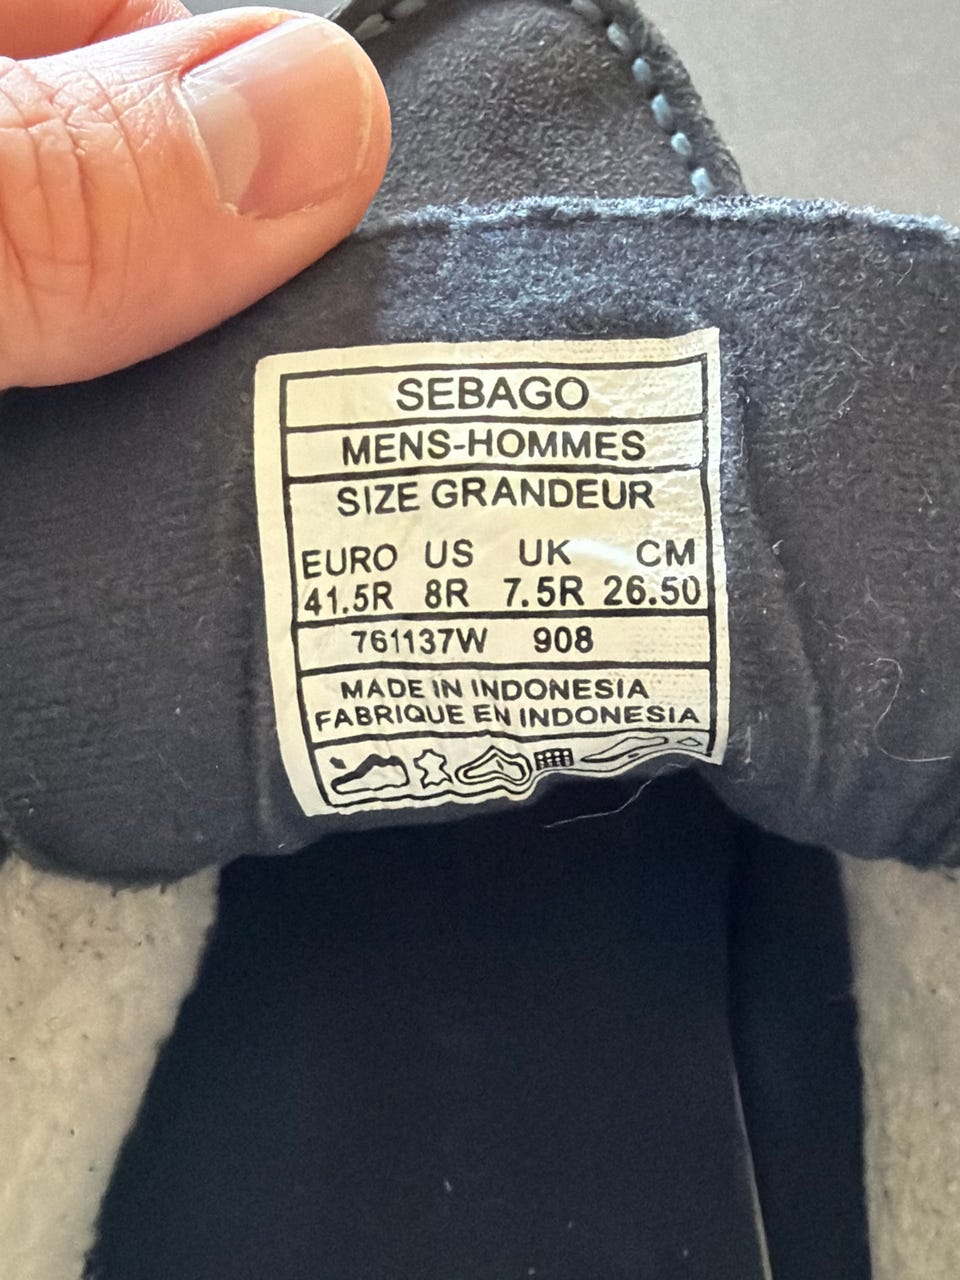 SEBAGO
MENS-HOMMES
SIZE GRANDEUR
EURO US UK CM
41.5R 8R 7.5R 26.50
761137W 908
MADE IN INDONESIA
FABRIQUE EN INDONESIA